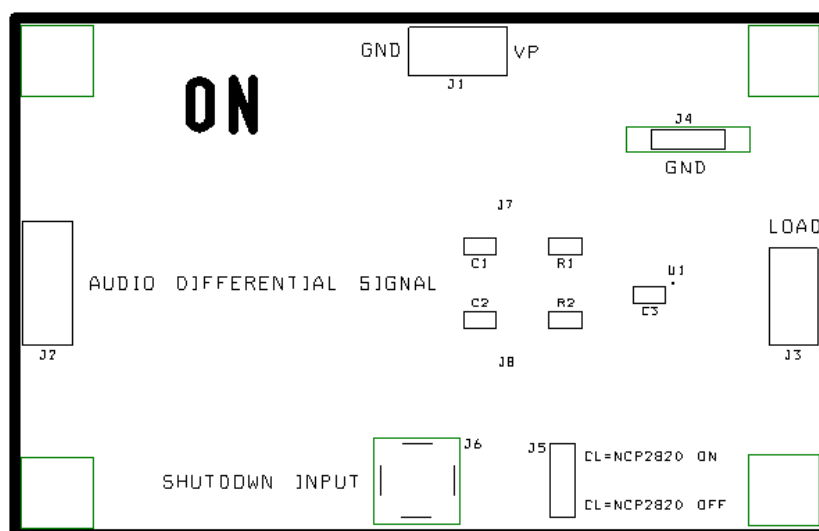 GND VP
J1
ON
J4
GND
J7
LOAD
C1 R1
U1
AUDIO DIFFERENTIAL SIGNAL
C2 R2
C3
J2
J3
J8
J6 J5
CL=NCP2820 ON
SHUTDOWN INPUT
CL=NCP2820 OFF